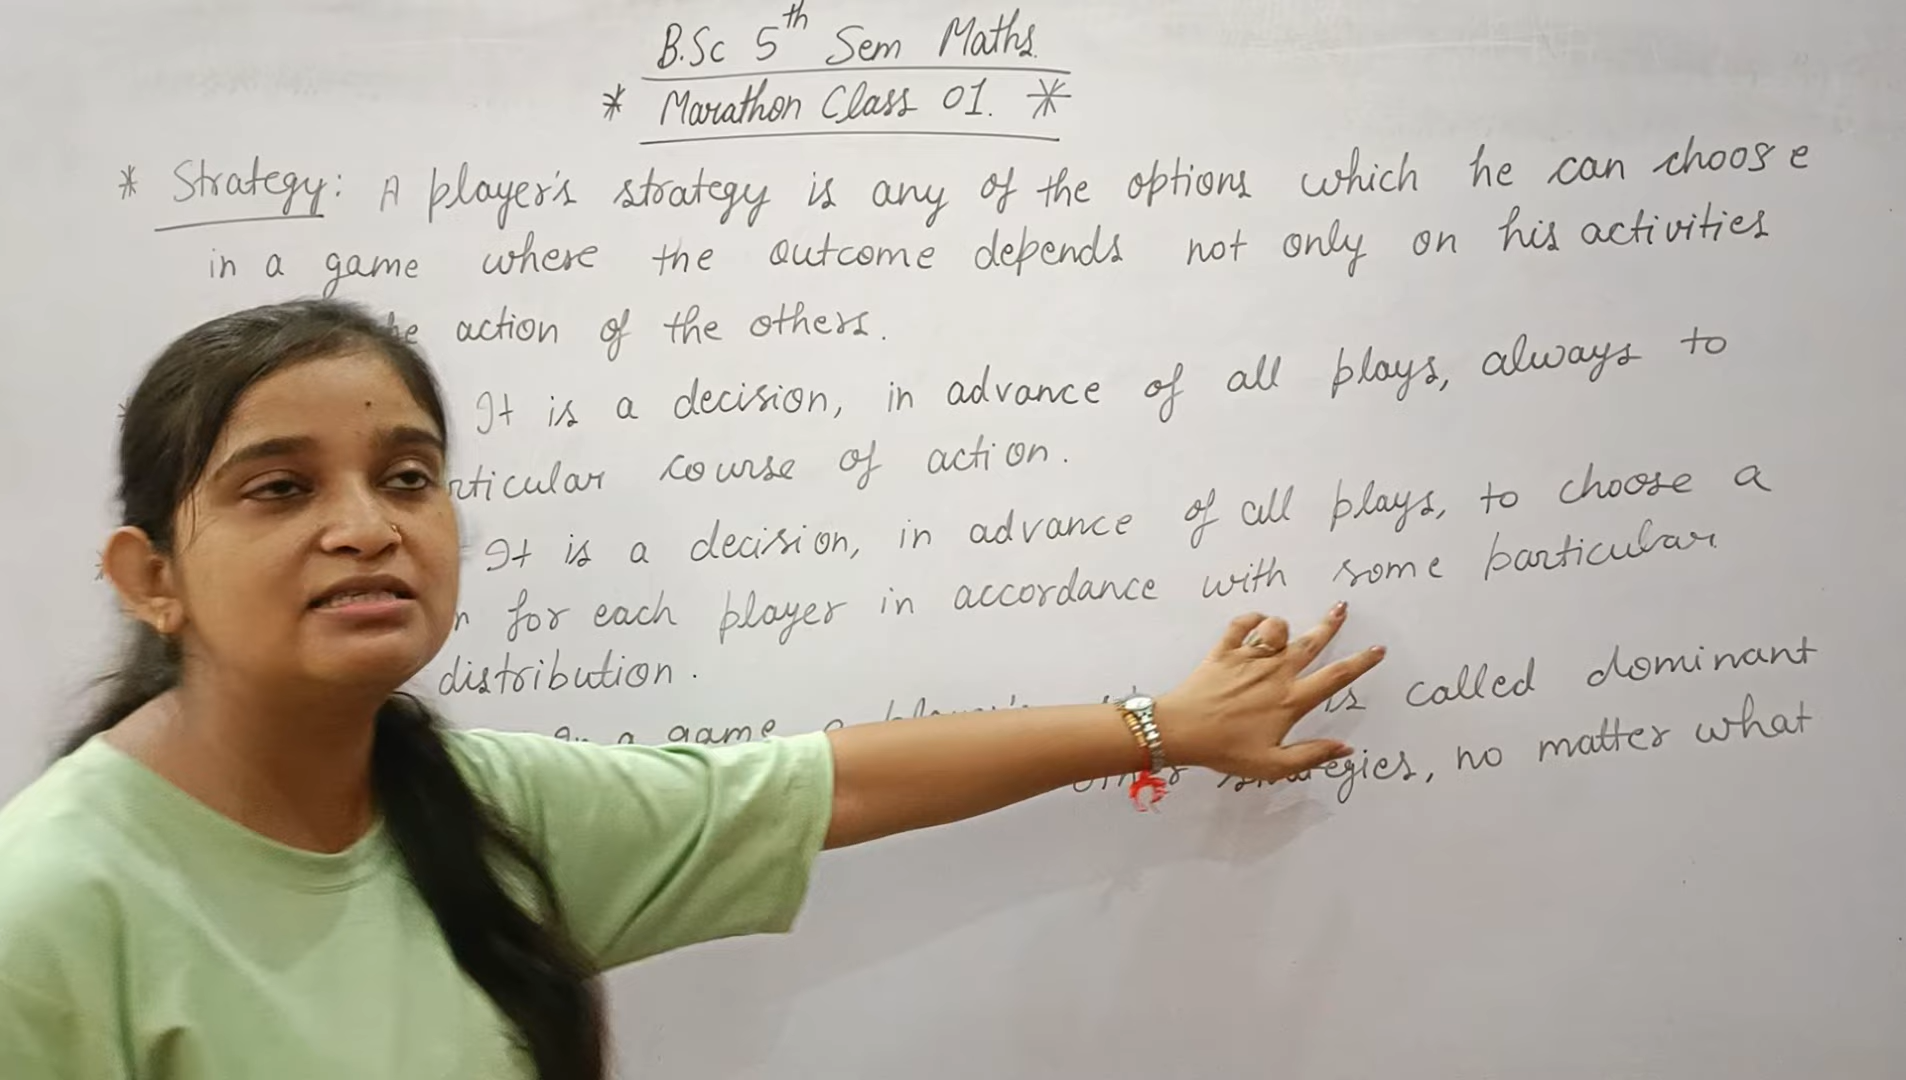 B.Sc 5th Sem Maths.
* Marathon Class 01. *
* Strategy: A player's strategy is any of the options which he can choose
in a game where the outcome depends not only on his activities
action of the others.
It is a decision, in advance of all plays, always to
course of action.
It is a decision, in advance of all plays, to choose a
for each player in accordance with some particular
distribution.
In a game a player's is called dominant
strategies, no matter what